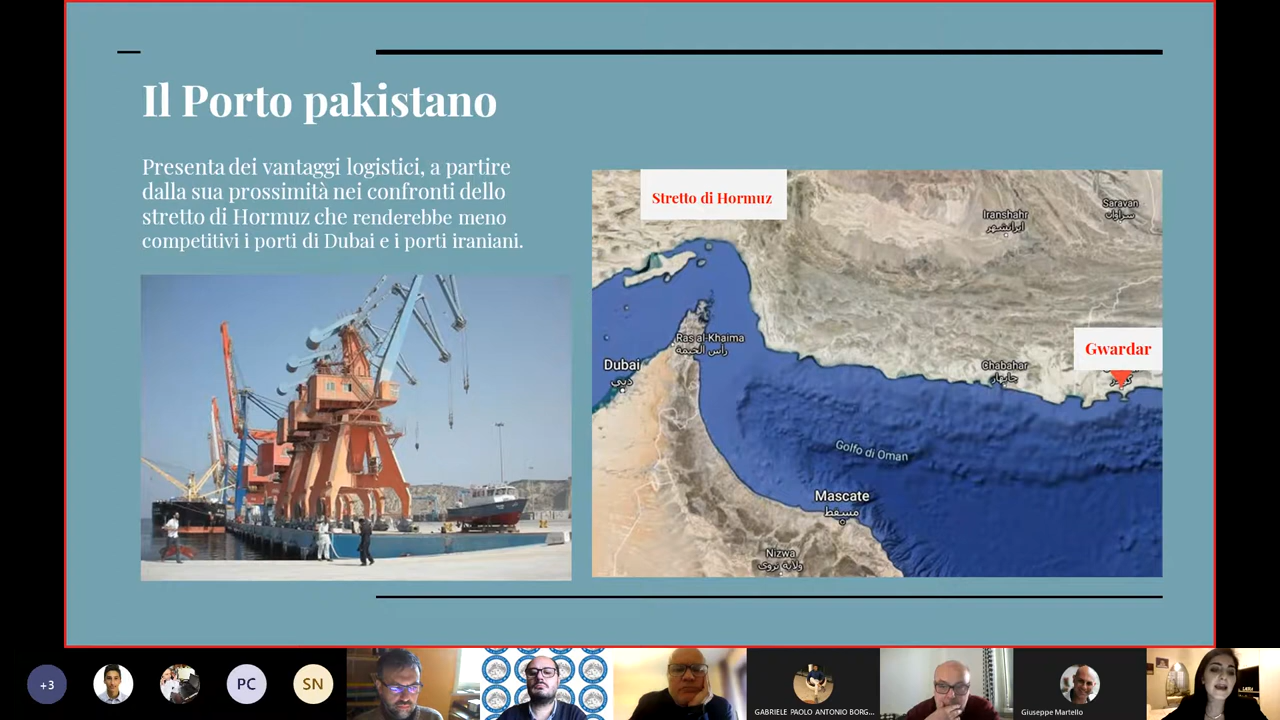 Il Porto pakistano
Presenta dei vantaggi logistici, a partire
dalla sua prossimità nei confronti dello
stretto di Hormuz che renderebbe meno
competitivi i porti di Dubai e i porti iraniani.
Stretto di Hormuz
Saravan
سراوان
Iranshahr
ایرانشهر
Gwardar
Ras al-Khaima
رأس الخيمة
Dubai
دبي
Chabahar
چابهار
Golfo di Oman
Mascate
مسقط
Nizwa
ولاية نزوى
+3
PC
SN
GABRIELE PAOLO ANTONIO BORG...
Giuseppe Martello